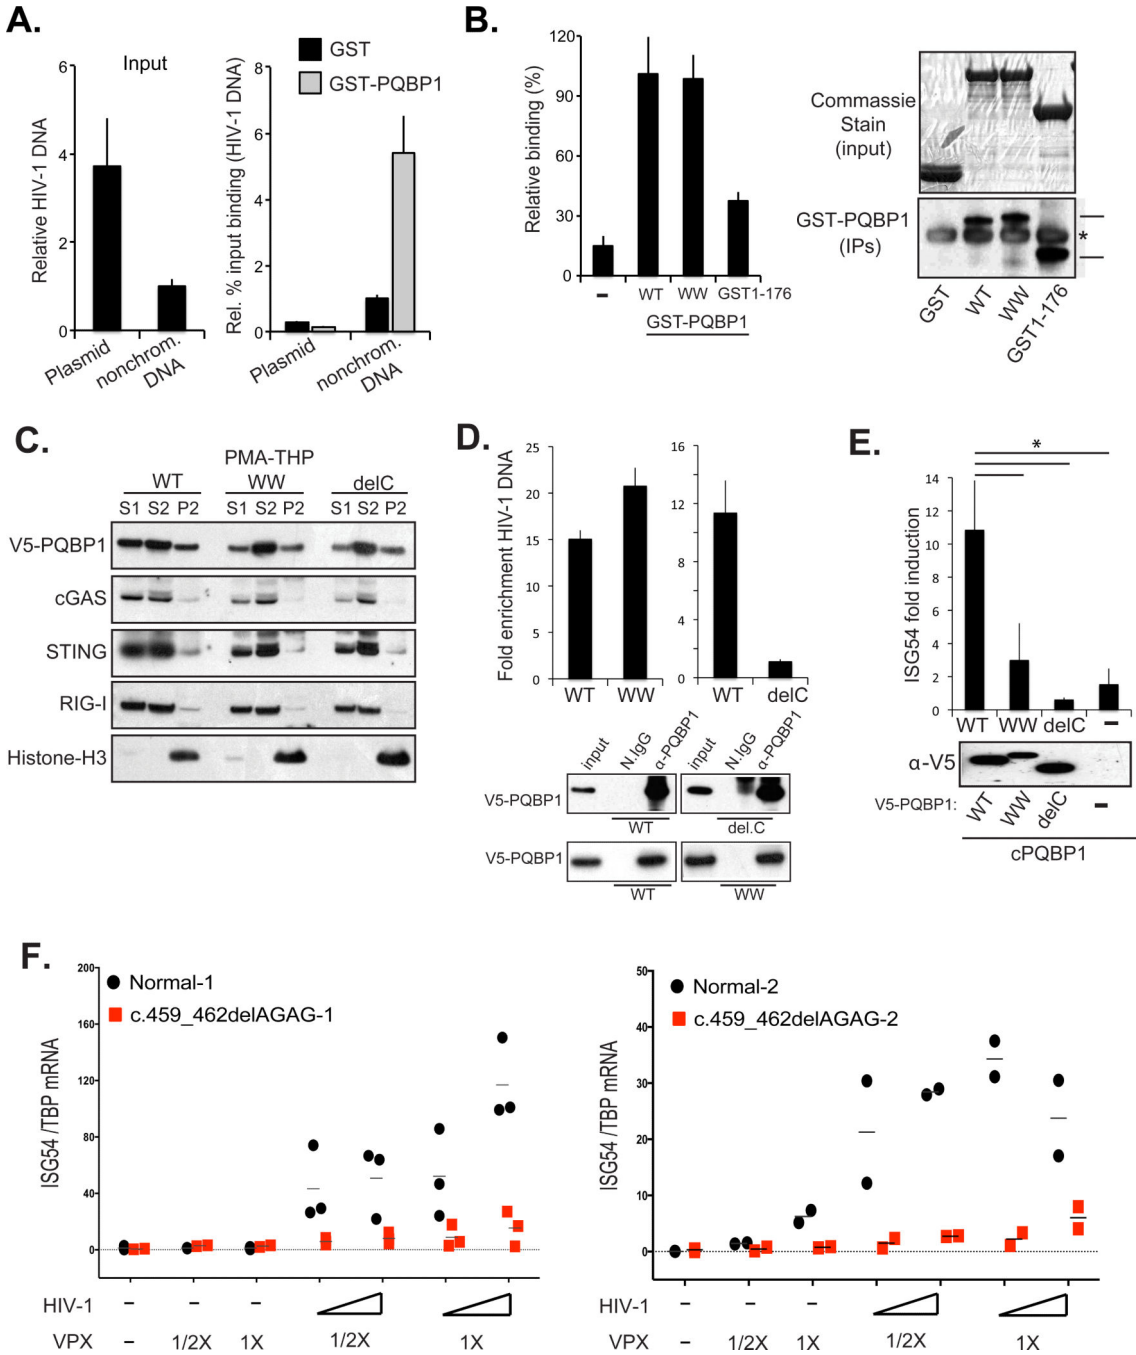 A.
Input
Relative HIV-1 DNA
6
4
2
0
Plasmid
nonchrom.
DNA
GST
GST-PQBP1
Rel. % input binding (HIV-1 DNA)
8
6
4
2
0
Plasmid
nonchrom.
DNA
B.
Relative binding (%)
120
90
60
30
0
-
WT
WW
GST1-176
GST-PQBP1
Commassie
Stain
(input)
GST-PQBP1
(IPs)
*
GST
WT
WW
GST1-176
C.
PMA-THP
WT
WW
delC
S1 S2 P2
S1 S2 P2
S1 S2 P2
V5-PQBP1
cGAS
STING
RIG-I
Histone-H3
D.
Fold enrichment HIV-1 DNA
25
20
15
10
5
0
WT
WW
16
14
12
10
8
6
4
2
0
WT
delC
input
N.IgG
α-PQBP1
input
N.IgG
α-PQBP1
V5-PQBP1
WT
del.C
V5-PQBP1
WT
WW
E.
*
ISG54 fold induction
14
12
10
8
6
4
2
0
WT
WW
delC
-
α-V5
V5-PQBP1:
WT
WW
delC
-
cPQBP1
F.
ISG54 /TBP mRNA
200
160
120
80
40
0
Normal-1
c.459_462delAGAG-1
HIV-1 - - -
VPX - 1/2X 1X 1/2X 1X
ISG54 /TBP mRNA
50
40
30
20
10
0
Normal-2
c.459_462delAGAG-2
HIV-1 - - -
VPX - 1/2X 1X 1/2X 1X